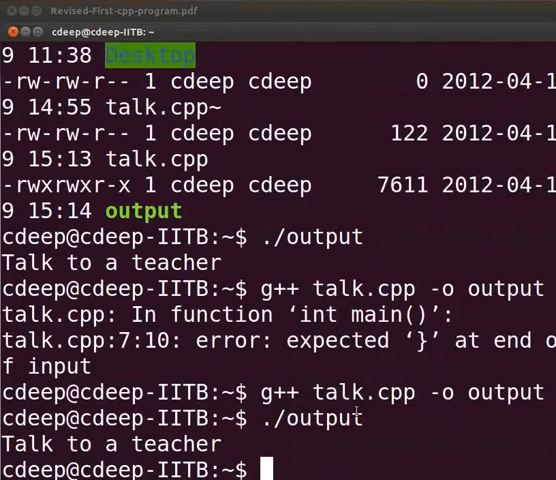 Revised-First-cpp-program.pdf
cdeep@cdeep-IITB: ~
9 11:38 Desktop
-rw-rw-r-- 1 cdeep cdeep 0 2012-04-1
9 14:55 talk.cpp~
-rw-rw-r-- 1 cdeep cdeep 122 2012-04-1
9 15:13 talk.cpp
-rwxrwxr-x 1 cdeep cdeep 7611 2012-04-1
9 15:14 output
cdeep@cdeep-IITB:~$ ./output
Talk to a teacher
cdeep@cdeep-IITB:~$ g++ talk.cpp -o output
talk.cpp: In function ‘int main()’:
talk.cpp:7:10: error: expected ‘}’ at end o
f input
cdeep@cdeep-IITB:~$ g++ talk.cpp -o output
cdeep@cdeep-IITB:~$ ./output
Talk to a teacher
cdeep@cdeep-IITB:~$